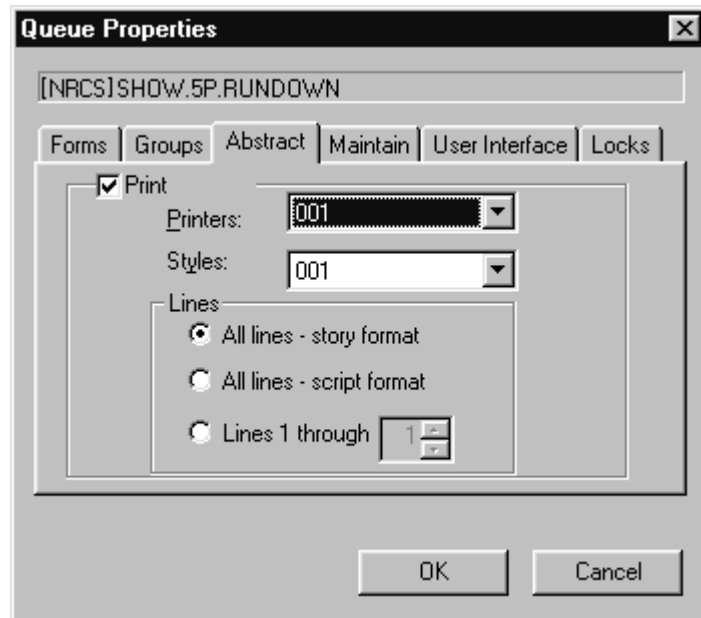 Queue Properties
[NRCS]SHOW.5P.RUNDOWN
Forms Groups Abstract Maintain User Interface Locks
Print
Printers: 001
Styles: 001
Lines
All lines - story format
All lines - script format
Lines 1 through 1
OK Cancel